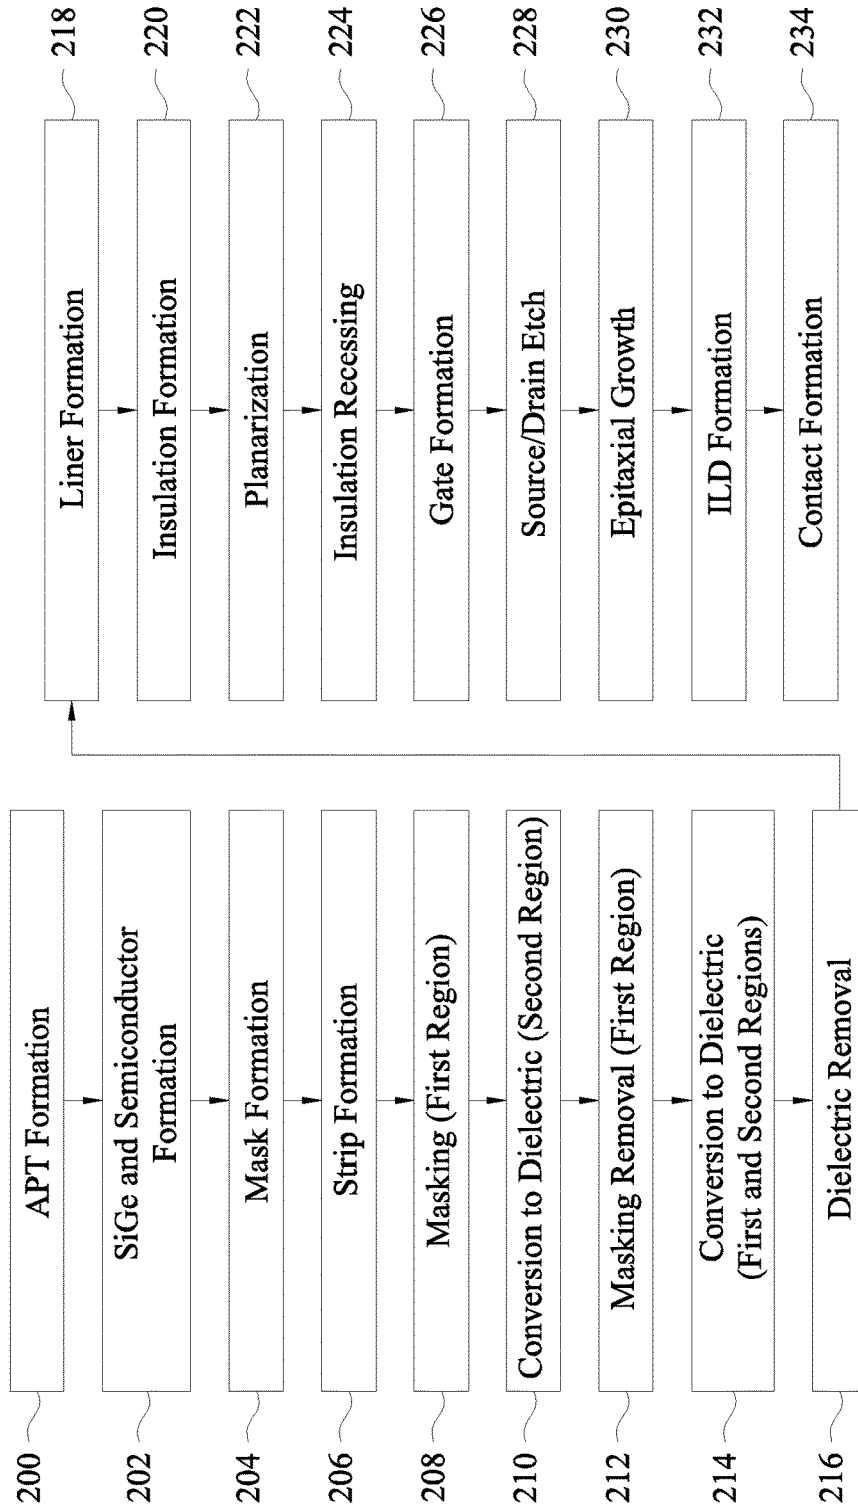 200
APT Formation
202
SiGe and Semiconductor
Formation
204
Mask Formation
206
Strip Formation
208
Masking (First Region)
210
Conversion to Dielectric (Second Region)
212
Masking Removal (First Region)
214
Conversion to Dielectric
(First and Second Regions)
216
Dielectric Removal
Liner Formation
218
Insulation Formation
220
Planarization
222
Insulation Recessing
224
Gate Formation
226
Source/Drain Etch
228
Epitaxial Growth
230
ILD Formation
232
Contact Formation
234